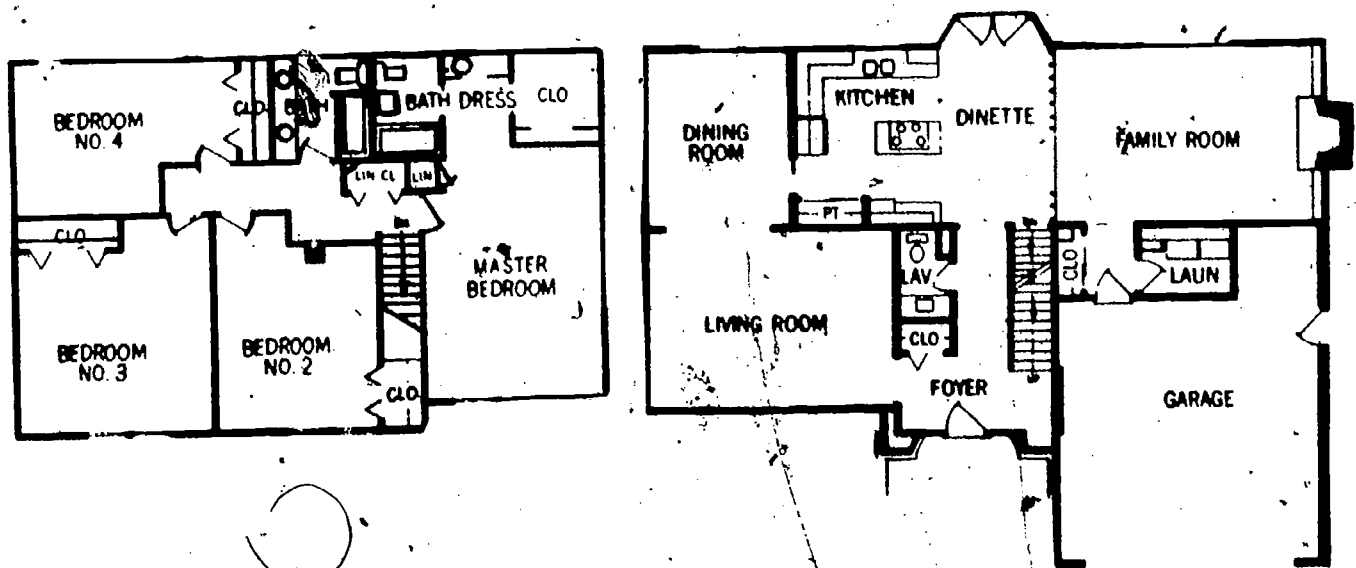 BEDROOM
NO. 4
CLO
BATH
BATH DRESS
CLO
LIN CL
LIN
CLO
MASTER
BEDROOM
BEDROOM
NO. 3
BEDROOM
NO. 2
CLO
DINING
ROOM
KITCHEN
DINETTE
FAMILY ROOM
PT
LAV
CLO
LAUN
LIVING ROOM
CLO
FOYER
GARAGE